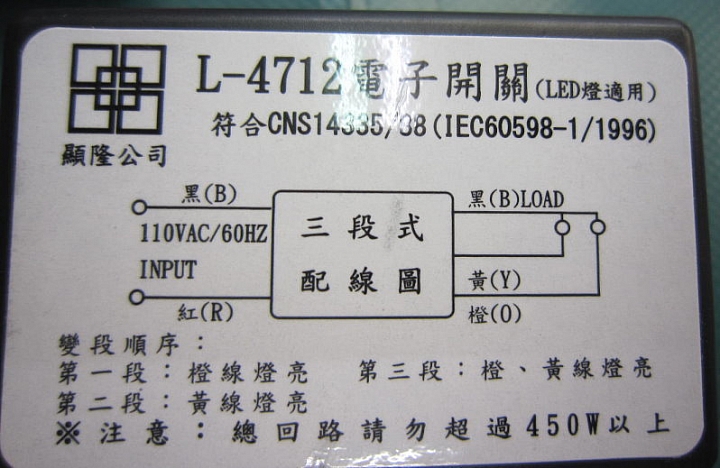 L-4712電子開關(LED燈適用)
符合CNS14335/88(IEC60598-1/1996)
顯隆公司
黑(B)
黑(B)LOAD
110VAC/60HZ
三段式
INPUT
配線圖
黃(Y)
紅(R)
橙(O)
變段順序：
第一段：橙線燈亮 第三段：橙、黃線燈亮
第二段：黃線燈亮
※注意：總回路請勿超過450W以上